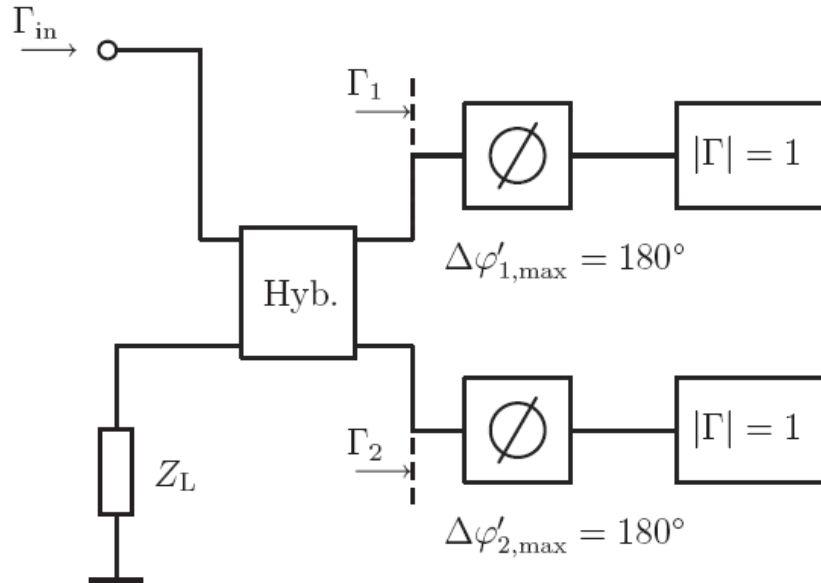 Γin
Γ1
∅
|Γ| = 1
Δφ′1,max = 180°
Hyb.
Γ2
∅
|Γ| = 1
ZL
Δφ′2,max = 180°